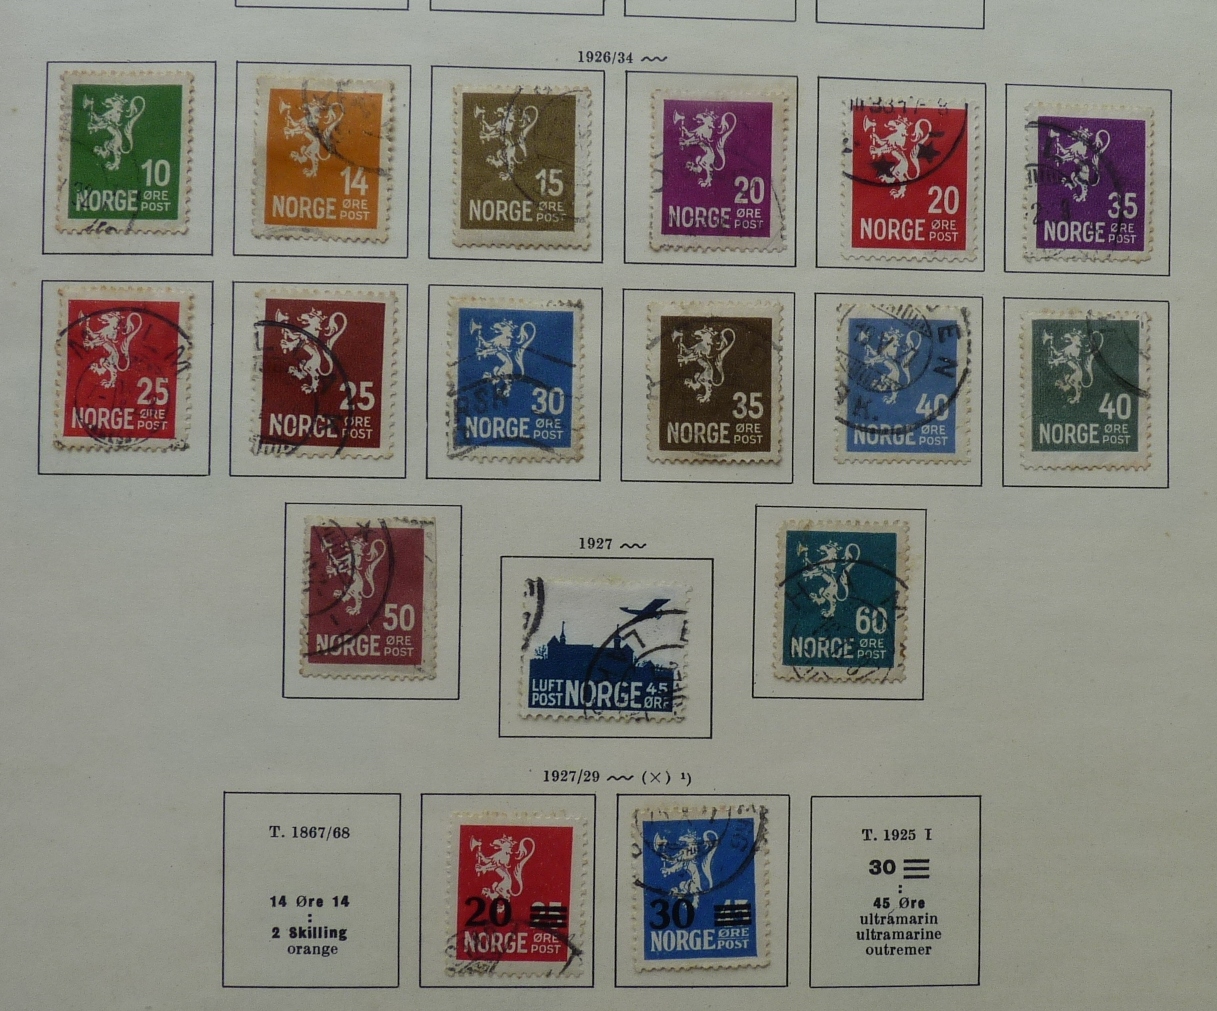 1926/34
10
NORGE ØRE POST
14
NORGE ØRE POST
15
NORGE ØRE POST
20
NORGE ØRE POST
20
NORGE ØRE POST
35
NORGE ØRE POST
25
NORGE ØRE POST
25
NORGE ØRE POST
30
NORGE ØRE POST
35
NORGE ØRE POST
40
NORGE ØRE POST
40
NORGE ØRE POST
50
NORGE ØRE POST
1927
LUFT POST NORGE 45 ØRE
60
NORGE ØRE POST
1927/29 (×) ¹)
T. 1867/68
14 Øre 14
:
2 Skilling
orange
20
NORGE ØRE POST
30 45
NORGE ØRE POST
T. 1925 I
30
:
45 Øre
ultramarin
ultramarine
outremer